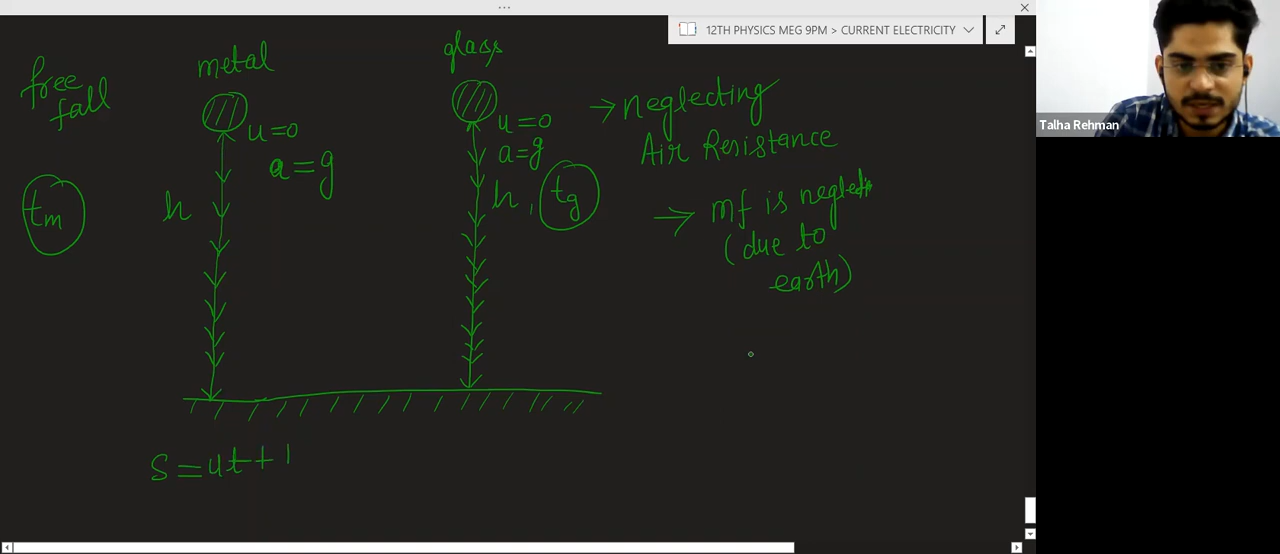 12TH PHYSICS MEG 9PM > CURRENT ELECTRICITY
Talha Rehman
free
fall
metal
u=0
a=g
h
tm
glass
u=0
a=g
h,
tg
→ neglecting
Air Resistance
→ mf is neglect
(due to
earth)
S=ut+1